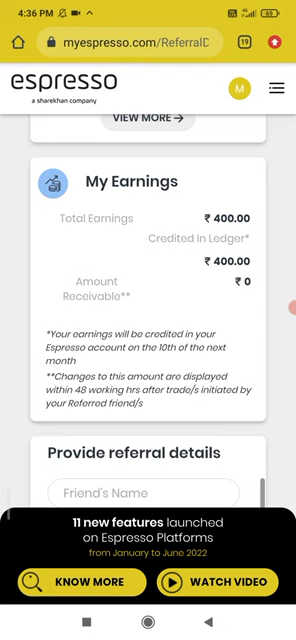 4:36 PM
69
myespresso.com/ReferralD
19
espresso
a sharekhan company
M
VIEW MORE →
My Earnings
Total Earnings ₹ 400.00
Credited In Ledger*
₹ 400.00
Amount Receivable** ₹ 0
*Your earnings will be credited in your
Espresso account on the 10th of the next
month
**Changes to this amount are displayed
within 48 working hrs after trade/s initiated by
your Referred friend/s
Provide referral details
Friend's Name
11 new features launched
on Espresso Platforms
from January to June 2022
KNOW MORE
WATCH VIDEO